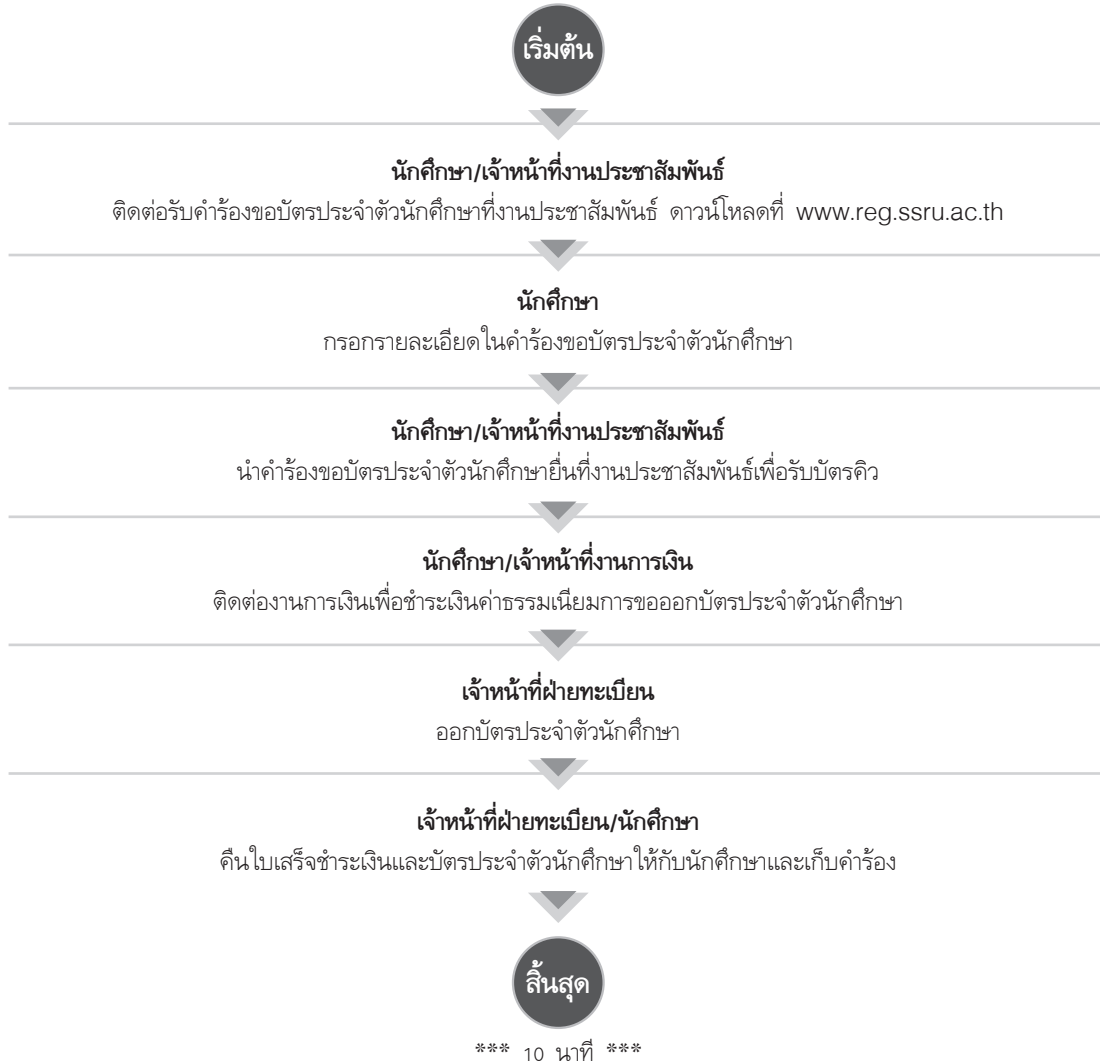 เริ่มต้น
นักศึกษา/เจ้าหน้าที่งานประชาสัมพันธ์
ติดต่อรับคำร้องขอบัตรประจำตัวนักศึกษาที่งานประชาสัมพันธ์ ดาวน์โหลดที่ www.reg.ssru.ac.th
นักศึกษา
กรอกรายละเอียดในคำร้องขอบัตรประจำตัวนักศึกษา
นักศึกษา/เจ้าหน้าที่งานประชาสัมพันธ์
นำคำร้องขอบัตรประจำตัวนักศึกษายื่นที่งานประชาสัมพันธ์เพื่อรับบัตรคิว
นักศึกษา/เจ้าหน้าที่งานการเงิน
ติดต่องานการเงินเพื่อชำระเงินค่าธรรมเนียมการขอออกบัตรประจำตัวนักศึกษา
เจ้าหน้าที่ฝ่ายทะเบียน
ออกบัตรประจำตัวนักศึกษา
เจ้าหน้าที่ฝ่ายทะเบียน/นักศึกษา
คืนใบเสร็จชำระเงินและบัตรประจำตัวนักศึกษาให้กับนักศึกษาและเก็บคำร้อง
สิ้นสุด
*** 10 นาที ***